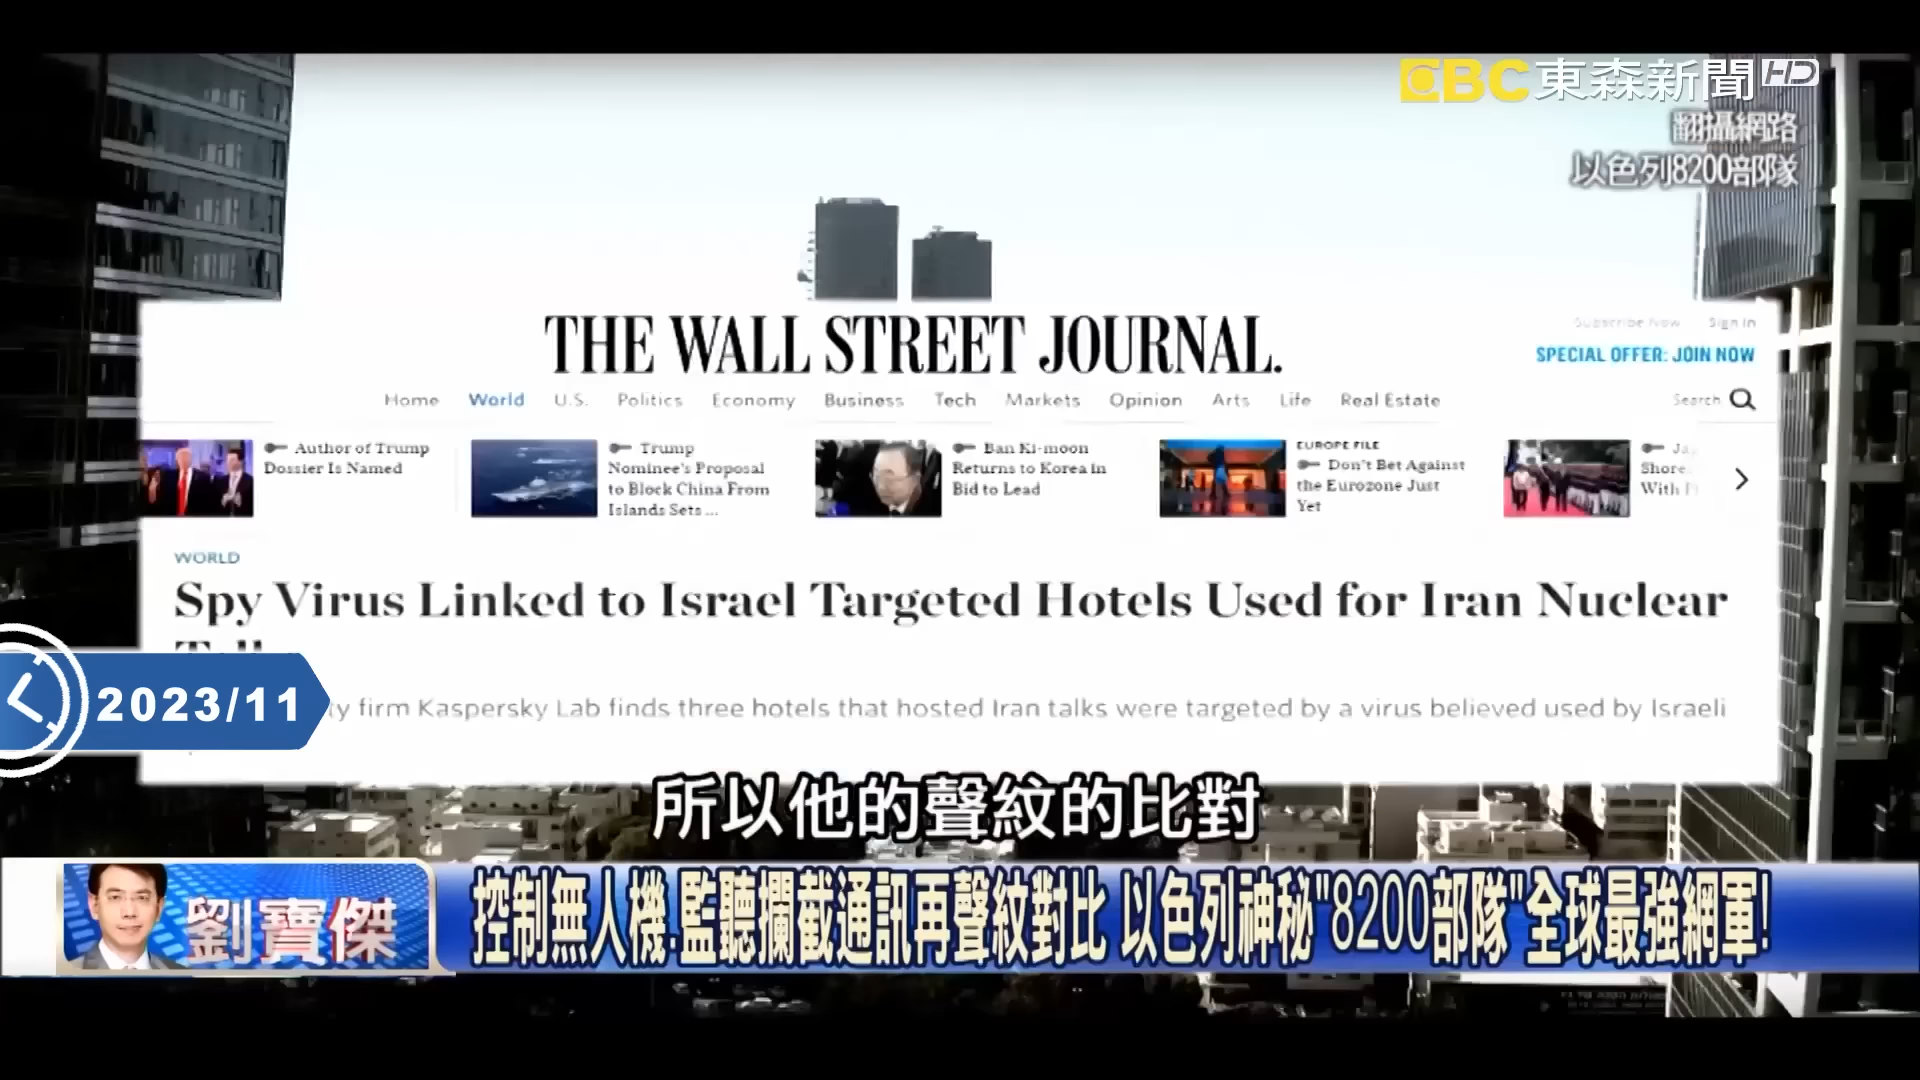 EBC東森新聞HD
翻攝網路
以色列8200部隊
THE WALL STREET JOURNAL.
Subscribe Now Sign In
SPECIAL OFFER: JOIN NOW
Home World U.S. Politics Economy Business Tech Markets Opinion Arts Life Real Estate
Search
Author of Trump
Dossier Is Named
Trump
Nominee's Proposal
to Block China From
Islands Sets ...
Ban Ki-moon
Returns to Korea in
Bid to Lead
EUROPE FILE
Don't Bet Against
the Eurozone Just
Yet
Shore
With
WORLD
Spy Virus Linked to Israel Targeted Hotels Used for Iran Nuclear
2023/11
ty firm Kaspersky Lab finds three hotels that hosted Iran talks were targeted by a virus believed used by Israeli
所以他的聲紋的比對
劉寶傑
控制無人機.監聽攔截通訊再聲紋對比 以色列神秘"8200部隊"全球最強網軍!